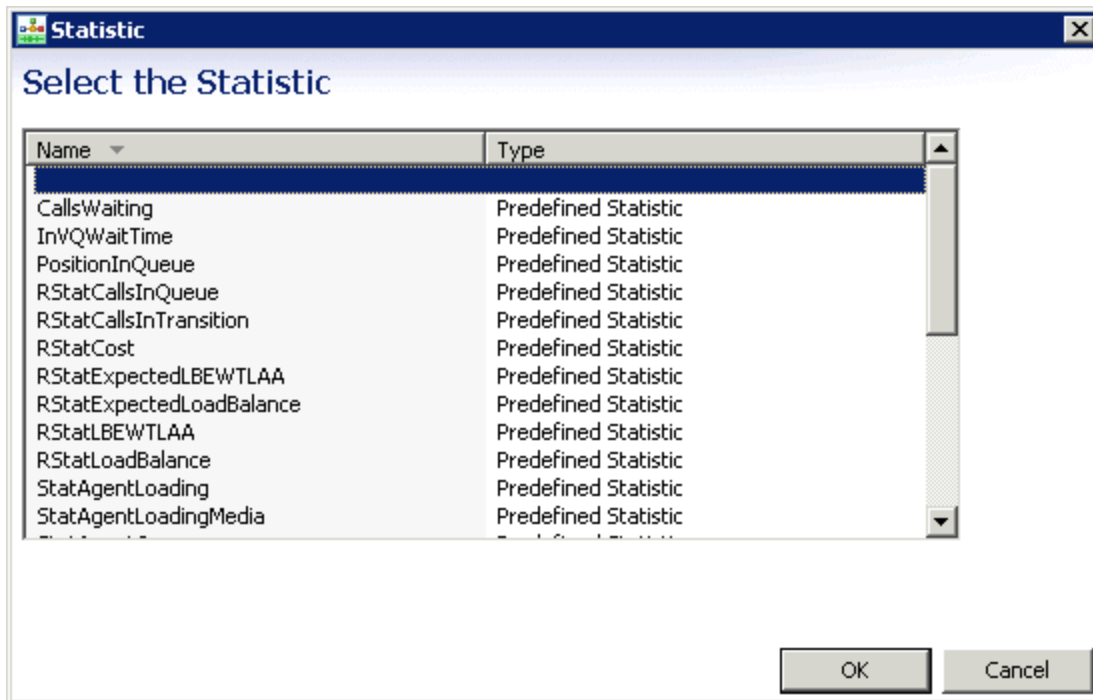 Statistic
Select the Statistic
Name Type
CallsWaiting Predefined Statistic
InVQWaitTime Predefined Statistic
PositionInQueue Predefined Statistic
RStatCallsInQueue Predefined Statistic
RStatCallsInTransition Predefined Statistic
RStatCost Predefined Statistic
RStatExpectedLBEWTLAA Predefined Statistic
RStatExpectedLoadBalance Predefined Statistic
RStatLBEWTLAA Predefined Statistic
RStatLoadBalance Predefined Statistic
StatAgentLoading Predefined Statistic
StatAgentLoadingMedia Predefined Statistic
OK Cancel